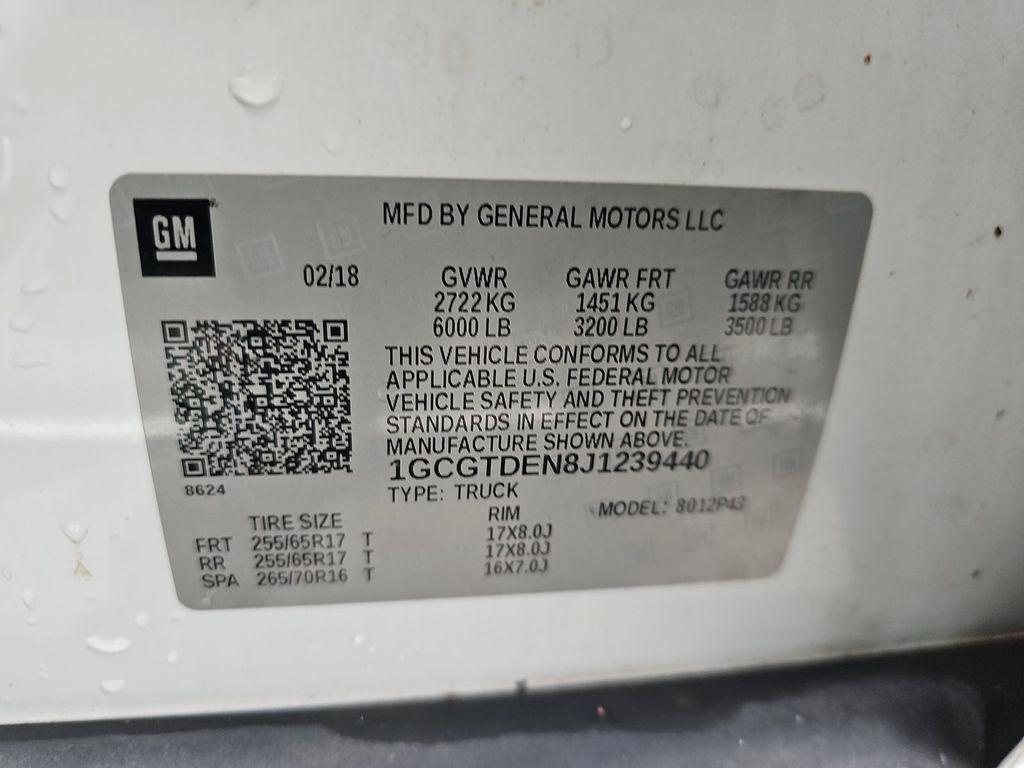 GM
MFD BY GENERAL MOTORS LLC
02/18 GVWR GAWR FRT GAWR RR
2722 KG 1451 KG 1588 KG
6000 LB 3200 LB 3500 LB
THIS VEHICLE CONFORMS TO ALL
APPLICABLE U.S. FEDERAL MOTOR
VEHICLE SAFETY AND THEFT PREVENTION
STANDARDS IN EFFECT ON THE DATE OF
MANUFACTURE SHOWN ABOVE.
1GCGTDEN8J1239440
8624
TYPE: TRUCK
MODEL: 8012P43
TIRE SIZE RIM
FRT 255/65R17 T 17X8.0J
RR 255/65R17 T 17X8.0J
SPA 265/70R16 T 16X7.0J